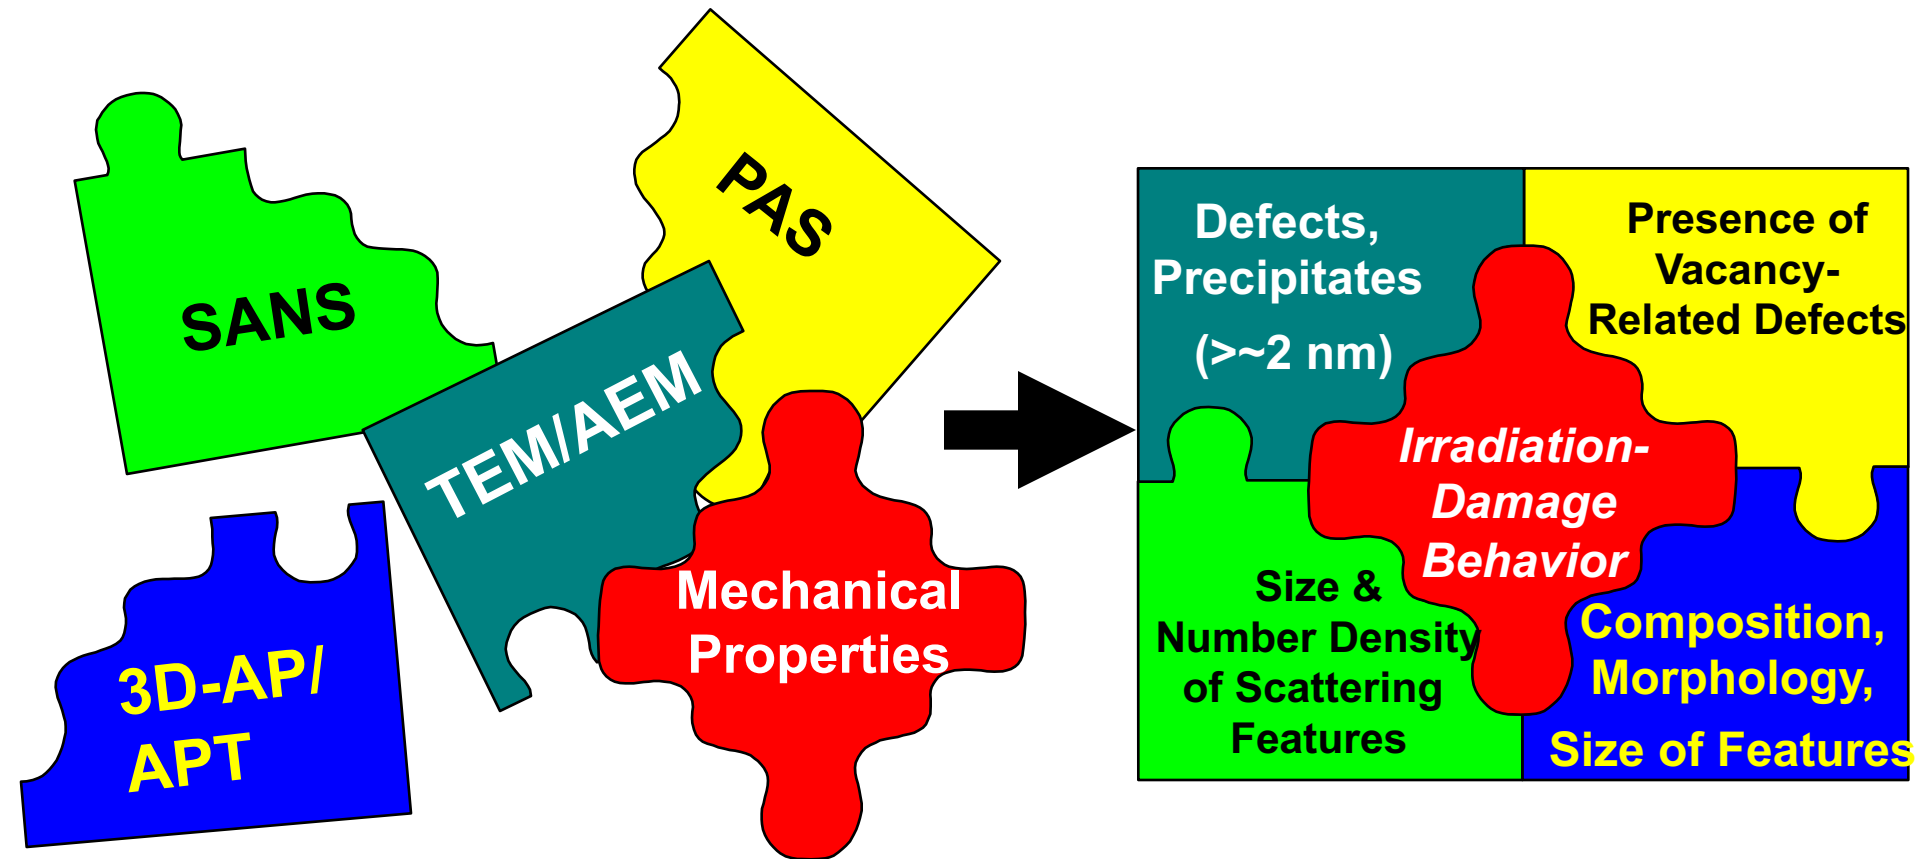 SANS
PAS
TEM/AEM
3D-AP/
APT
Mechanical
Properties
Defects,
Precipitates
(>~2 nm)
Presence of
Vacancy-
Related Defects
Irradiation-
Damage
Behavior
Size &
Number Density
of Scattering
Features
Composition,
Morphology,
Size of Features